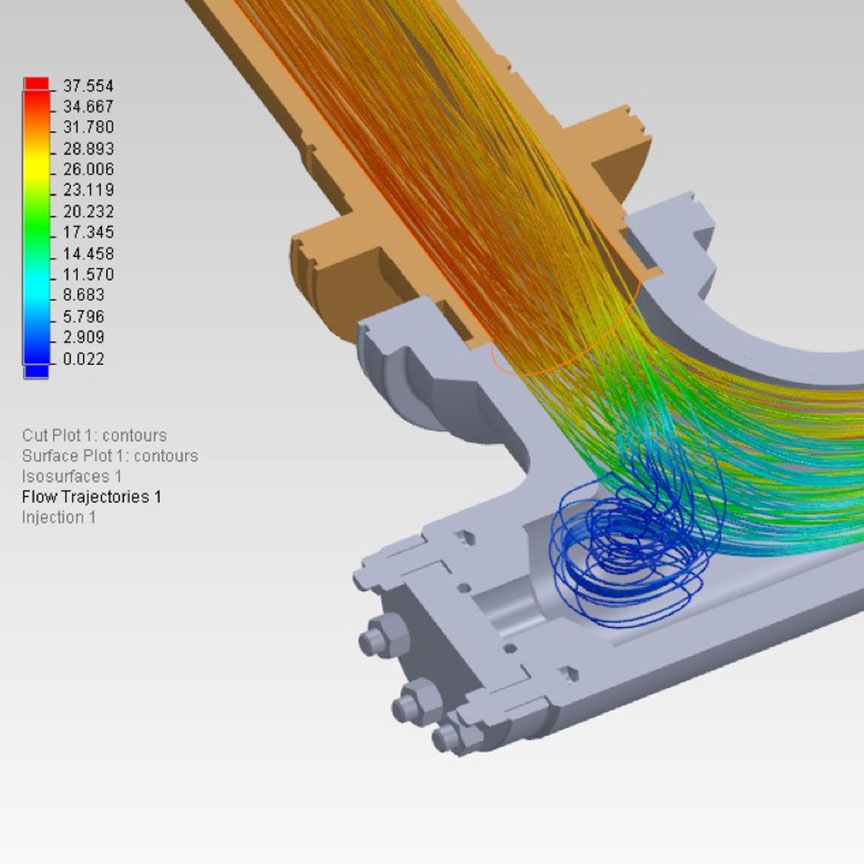 37.554
34.667
31.780
28.893
26.006
23.119
20.232
17.345
14.458
11.570
8.683
5.796
2.909
0.022
Cut Plot 1: contours
Surface Plot 1: contours
Isosurfaces 1
Flow Trajectories 1
Injection 1